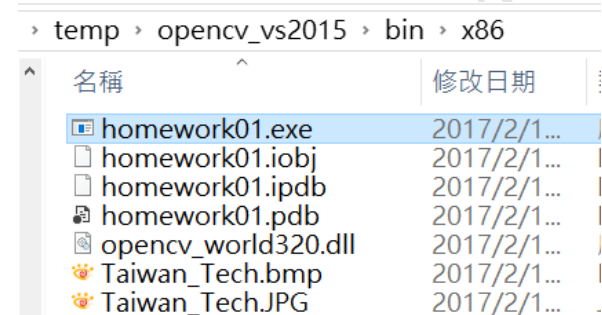 › temp › opencv_vs2015 › bin › x86
名稱 修改日期
homework01.exe 2017/2/1...
homework01.iobj 2017/2/1...
homework01.ipdb 2017/2/1...
homework01.pdb 2017/2/1...
opencv_world320.dll 2017/2/1...
Taiwan_Tech.bmp 2017/2/1...
Taiwan_Tech.JPG 2017/2/1...